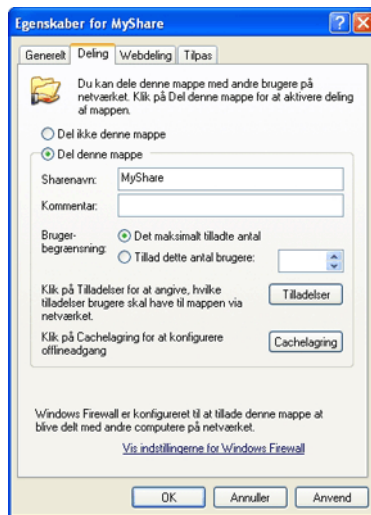 Egenskaber for MyShare
Generelt Deling Webdeling Tilpas
Du kan dele denne mappe med andre brugere på
netværket. Klik på Del denne mappe for at aktivere deling
af mappen.
Del ikke denne mappe
Del denne mappe
Sharenavn: MyShare
Kommentar:
Bruger-
begrænsning:
Det maksimalt tilladte antal
Tillad dette antal brugere:
Klik på Tilladelser for at angive, hvilke
tilladelser brugere skal have til mappen via
netværket.
Tilladelser
Klik på Cachelagring for at konfigurere
offlineadgang
Cachelagring
Windows Firewall er konfigureret til at tillade denne mappe at
blive delt med andre computere på netværket.
Vis indstillingerne for Windows Firewall
OK Annuller Anvend